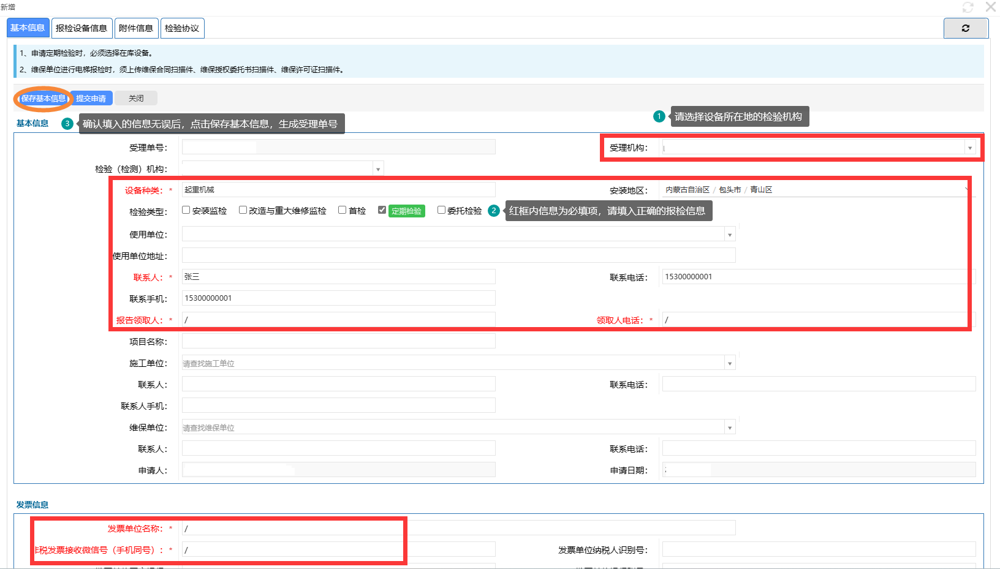 新增
基本信息 报检设备信息 附件信息 检验协议
1、申请定期检验时，必须选择在库设备。
2、维保单位进行电梯报检时，须上传维保合同扫描件、维保授权委托书扫描件、维保许可证扫描件。
保存基本信息 提交申请 关闭
1 请选择设备所在地的检验机构
基本信息 3 确认填入的信息无误后，点击保存基本信息，生成受理单号
受理单号： 受理机构：
检验（检测）机构：
设备种类：* 起重机械 安装地区： 内蒙古自治区 / 包头市 / 青山区
检验类型： 安装监检 改造与重大维修监检 首检 定期检验 委托检验 2 红框内信息为必填项，请填入正确的报检信息
使用单位：
使用单位地址：
联系人：* 张三 联系电话： 15300000001
联系手机： 15300000001
报告领取人：* / 领取人电话：* /
项目名称：
施工单位： 请查找施工单位
联系人： 联系电话：
联系人手机：
维保单位： 请查找维保单位
联系人： 联系电话：
申请人： 申请日期：
发票信息
发票单位名称：* /
税发票接收微信号（手机同号）：* / 发票单位纳税人识别号：